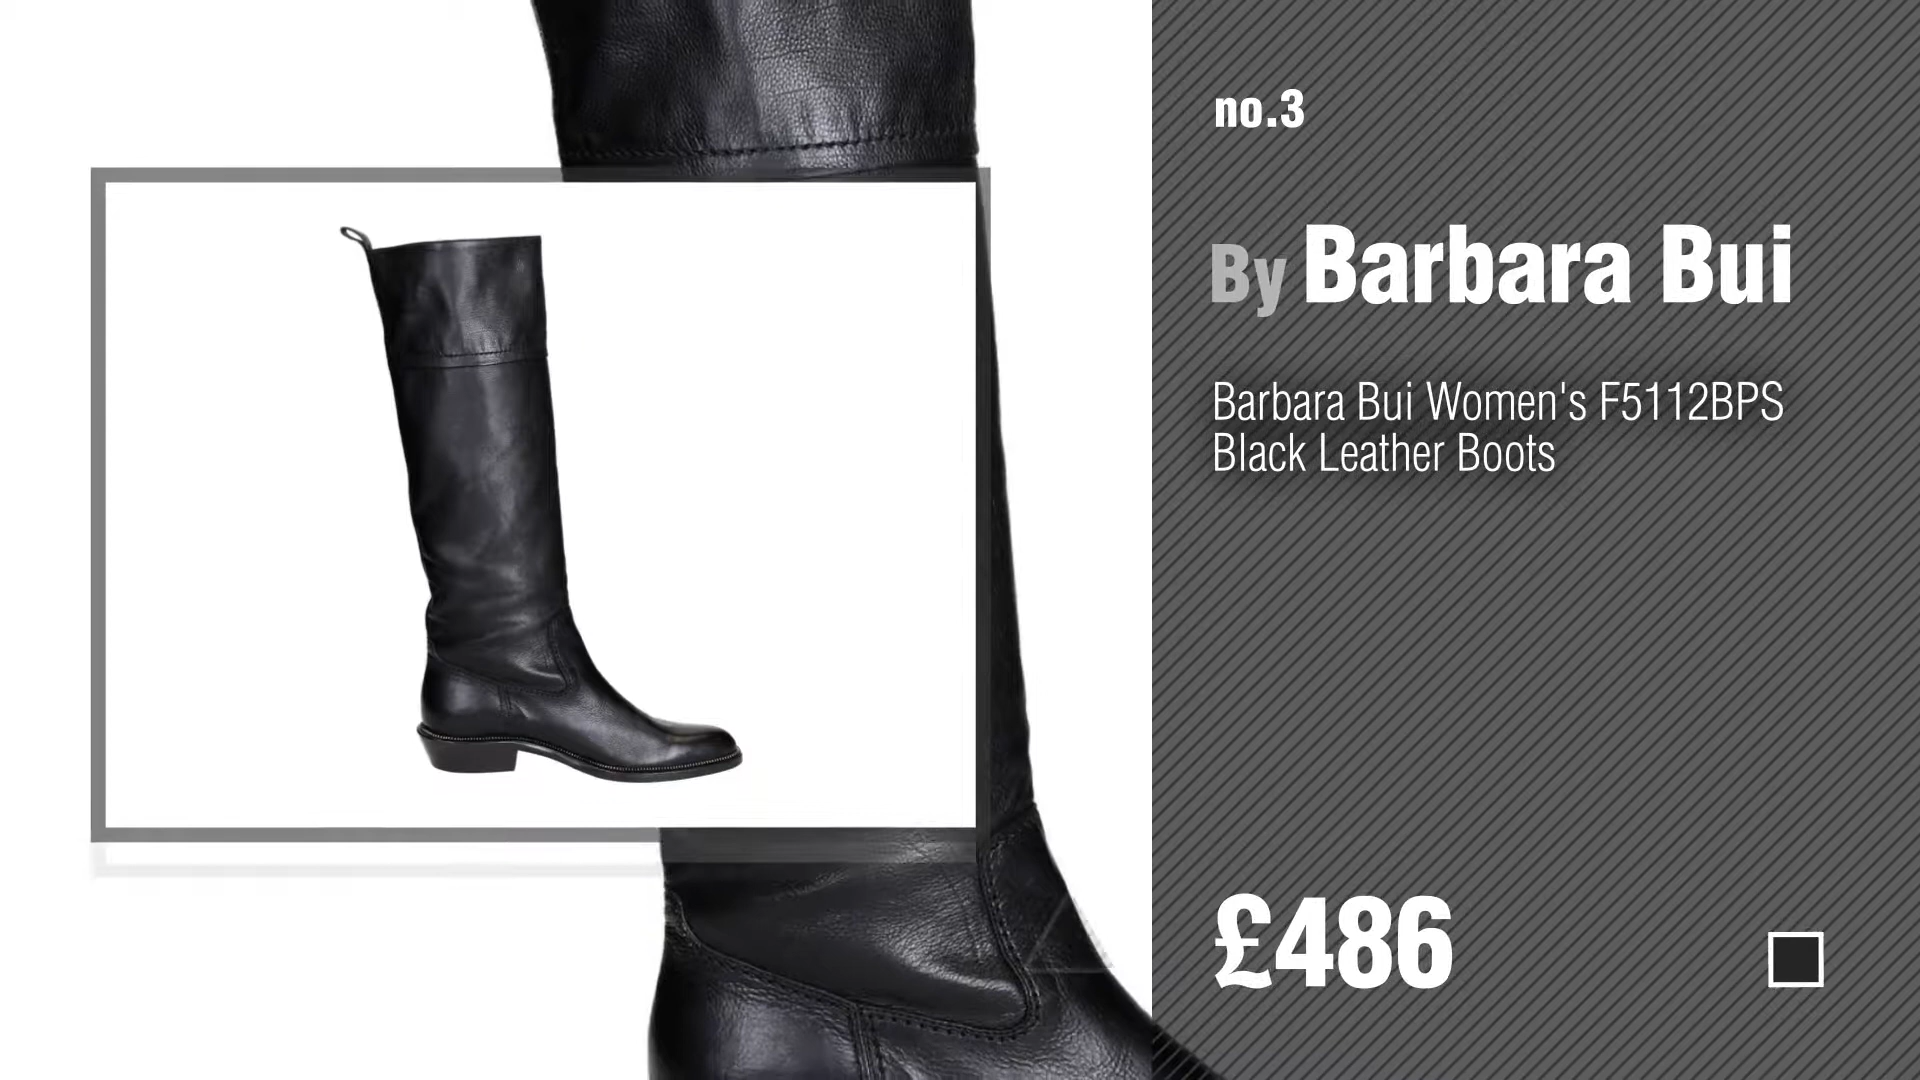 no.3
By Barbara Bui
Barbara Bui Women's F5112BPS
Black Leather Boots
£486